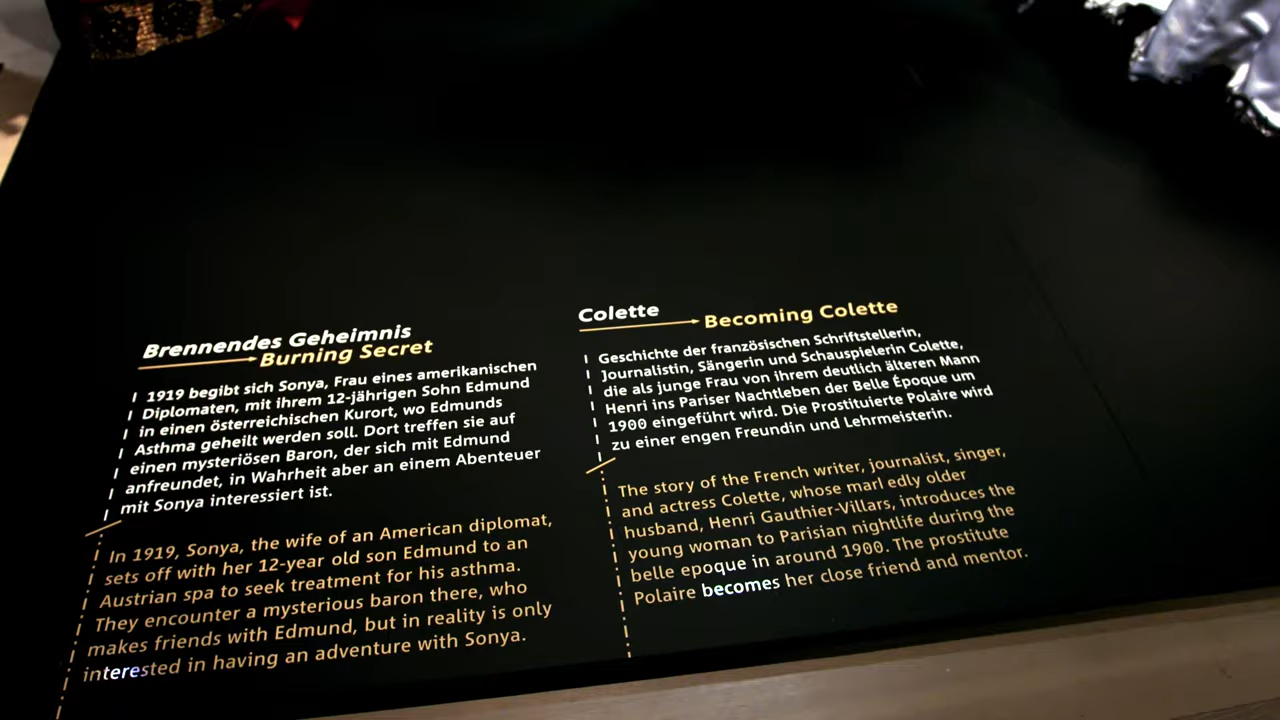 Brennendes Geheimnis
Burning Secret
1919 begibt sich Sonya, Frau eines amerikanischen
Diplomaten, mit ihrem 12-jährigen Sohn Edmund
in einen österreichischen Kurort, wo Edmunds
Asthma geheilt werden soll. Dort treffen sie auf
einen mysteriösen Baron, der sich mit Edmund
anfreundet, in Wahrheit aber an einem Abenteuer
mit Sonya interessiert ist.
In 1919, Sonya, the wife of an American diplomat,
sets off with her 12-year old son Edmund to an
Austrian spa to seek treatment for his asthma.
They encounter a mysterious baron there, who
makes friends with Edmund, but in reality is only
interested in having an adventure with Sonya.
Colette
Becoming Colette
Geschichte der französischen Schriftstellerin,
Journalistin, Sängerin und Schauspielerin Colette,
die als junge Frau von ihrem deutlich älteren Mann
Henri ins Pariser Nachtleben der Belle Époque um
1900 eingeführt wird. Die Prostituierte Polaire wird
zu einer engen Freundin und Lehrmeisterin.
The story of the French writer, journalist, singer,
and actress Colette, whose marl edly older
husband, Henri Gauthier-Villars, introduces the
young woman to Parisian nightlife during the
belle epoque in around 1900. The prostitute
Polaire becomes her close friend and mentor.